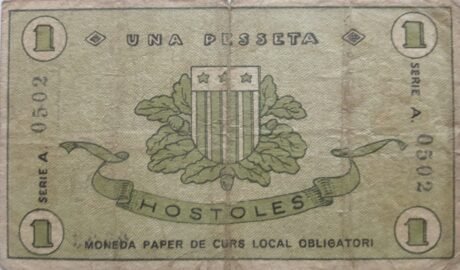 1 UNA PESSETA 1
SERIE A. 0502
SERIE A. 0502
HOSTOLES
1 MONEDA PAPER DE CURS LOCAL OBLIGATORI 1